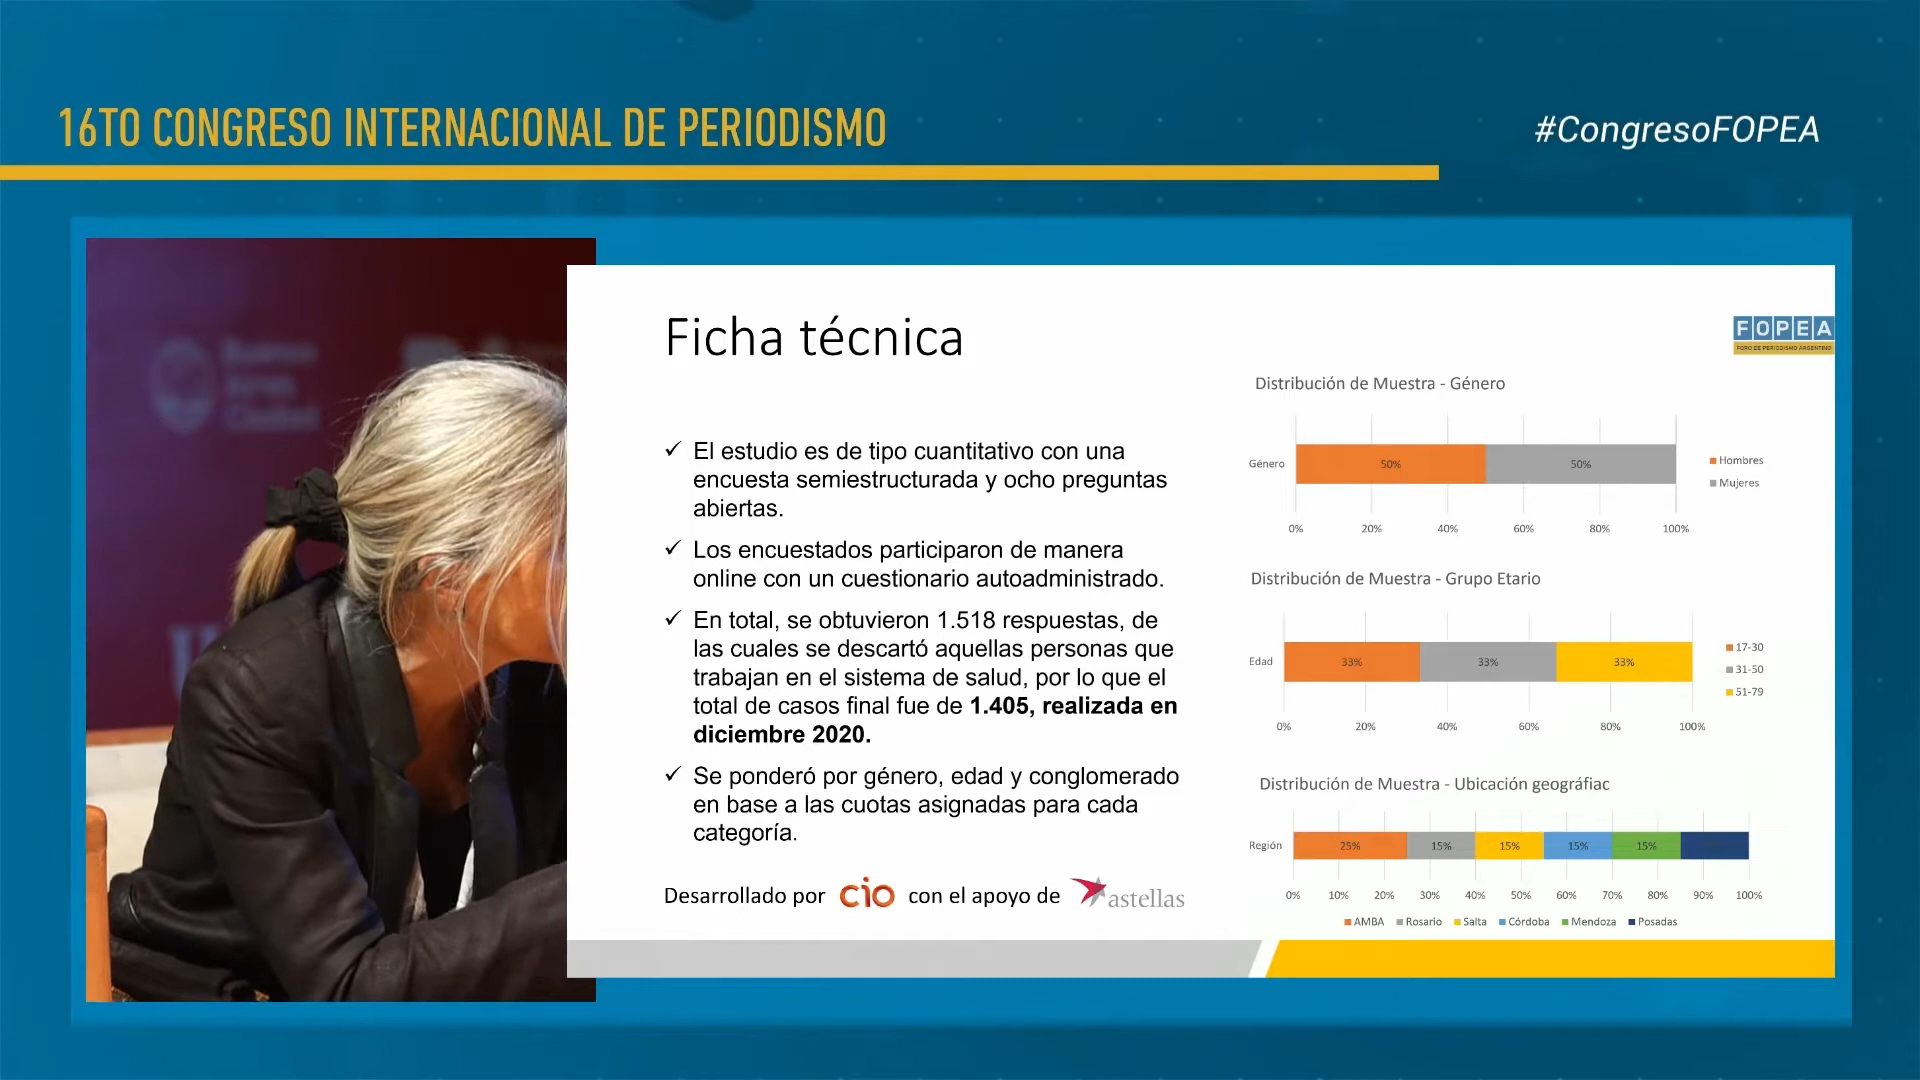 16TO CONGRESO INTERNACIONAL DE PERIODISMO
#CongresoFOPEA
Buenos
Aires
Ciudad
Ficha técnica
FOPEA
FORO DE PERIODISMO ARGENTINO
El estudio es de tipo cuantitativo con una
encuesta semiestructurada y ocho preguntas
abiertas.
Los encuestados participaron de manera
online con un cuestionario autoadministrado.
En total, se obtuvieron 1.518 respuestas, de
las cuales se descartó aquellas personas que
trabajan en el sistema de salud, por lo que el
total de casos final fue de 1.405, realizada en
diciembre 2020.
Se ponderó por género, edad y conglomerado
en base a las cuotas asignadas para cada
categoría.
Desarrollado por cio con el apoyo de astellas
Distribución de Muestra - Género
Género 50% 50%
Hombres
Mujeres
0% 20% 40% 60% 80% 100%
Distribución de Muestra - Grupo Etario
Edad 33% 33% 33%
17-30
31-50
51-79
0% 20% 40% 60% 80% 100%
Distribución de Muestra - Ubicación geográfiac
Región 25% 15% 15% 15% 15%
0% 10% 20% 30% 40% 50% 60% 70% 80% 90% 100%
AMBA Rosario Salta Córdoba Mendoza Posadas